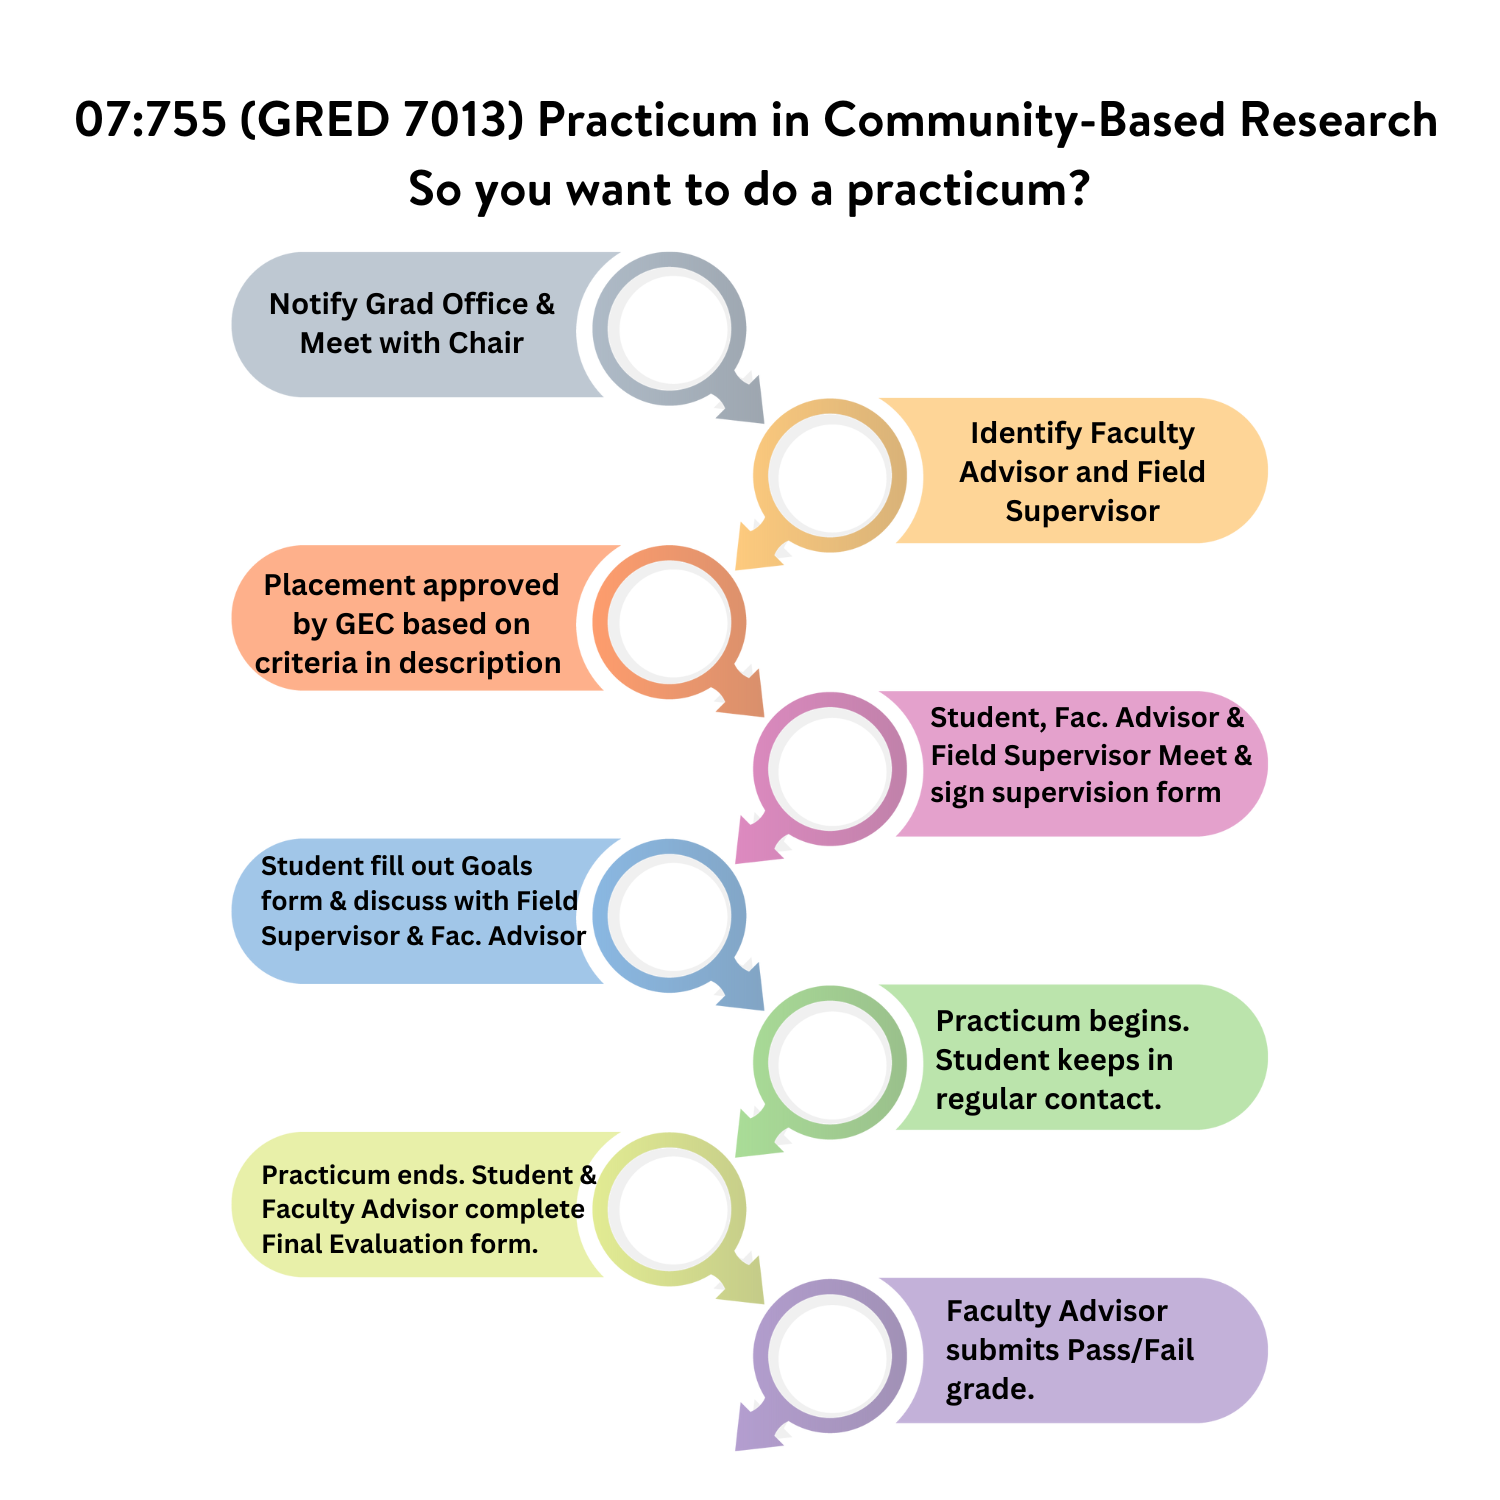 07:755 (GRED 7013) Practicum in Community-Based Research
So you want to do a practicum?
Notify Grad Office &
Meet with Chair
Identify Faculty
Advisor and Field
Supervisor
Placement approved
by GEC based on
criteria in description
Student, Fac. Advisor &
Field Supervisor Meet &
sign supervision form
Student fill out Goals
form & discuss with Field
Supervisor & Fac. Advisor
Practicum begins.
Student keeps in
regular contact.
Practicum ends. Student &
Faculty Advisor complete
Final Evaluation form.
Faculty Advisor
submits Pass/Fail
grade.